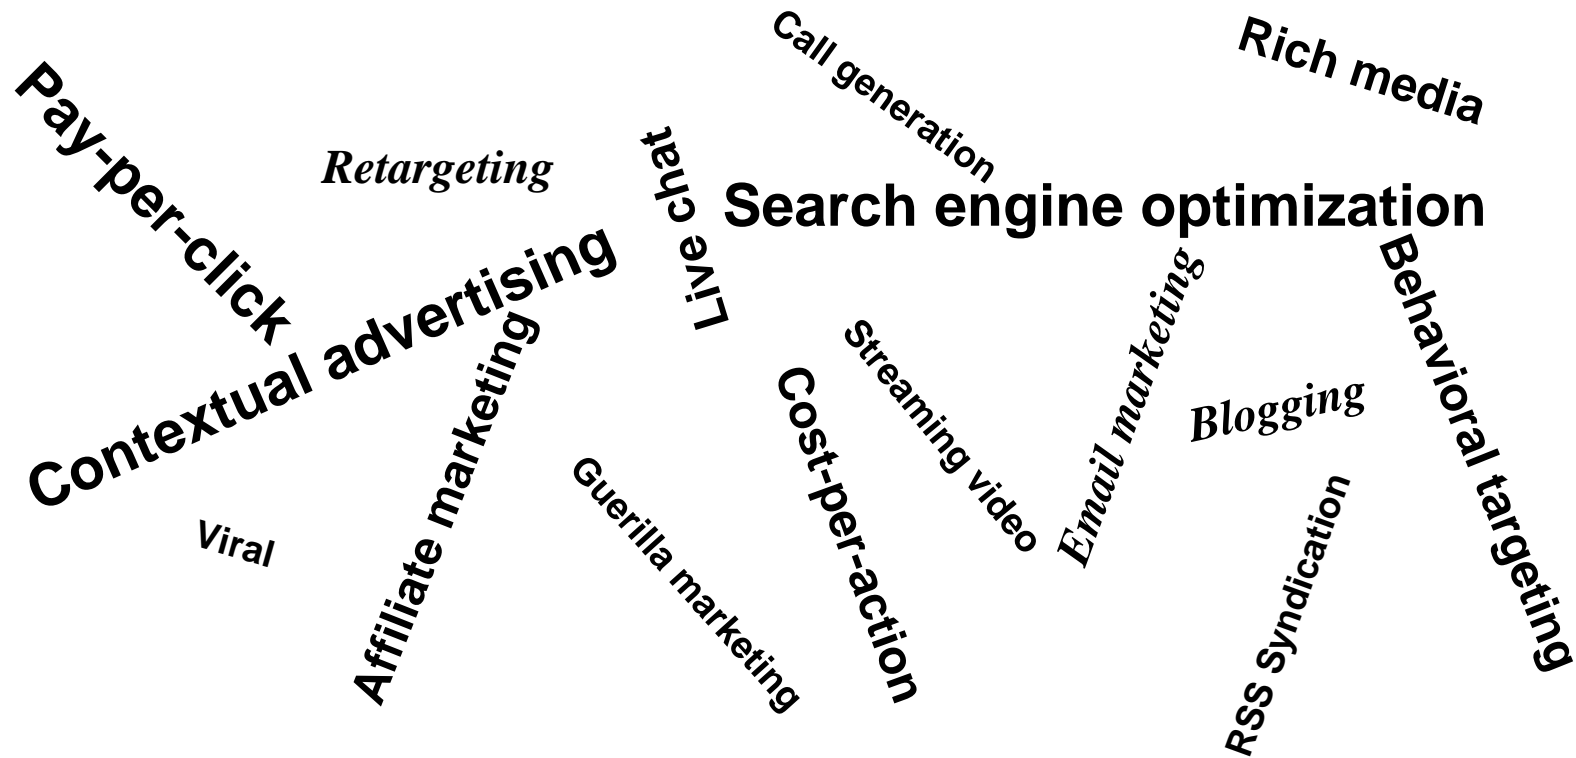 Call generation
Rich media
Pay-per-click
Retargeting
Live chat
Search engine optimization
Contextual advertising
Behavioral targeting
Email marketing
Affiliate marketing
Streaming video
Cost-per-action
Blogging
Guerilla marketing
RSS Syndication
Viral